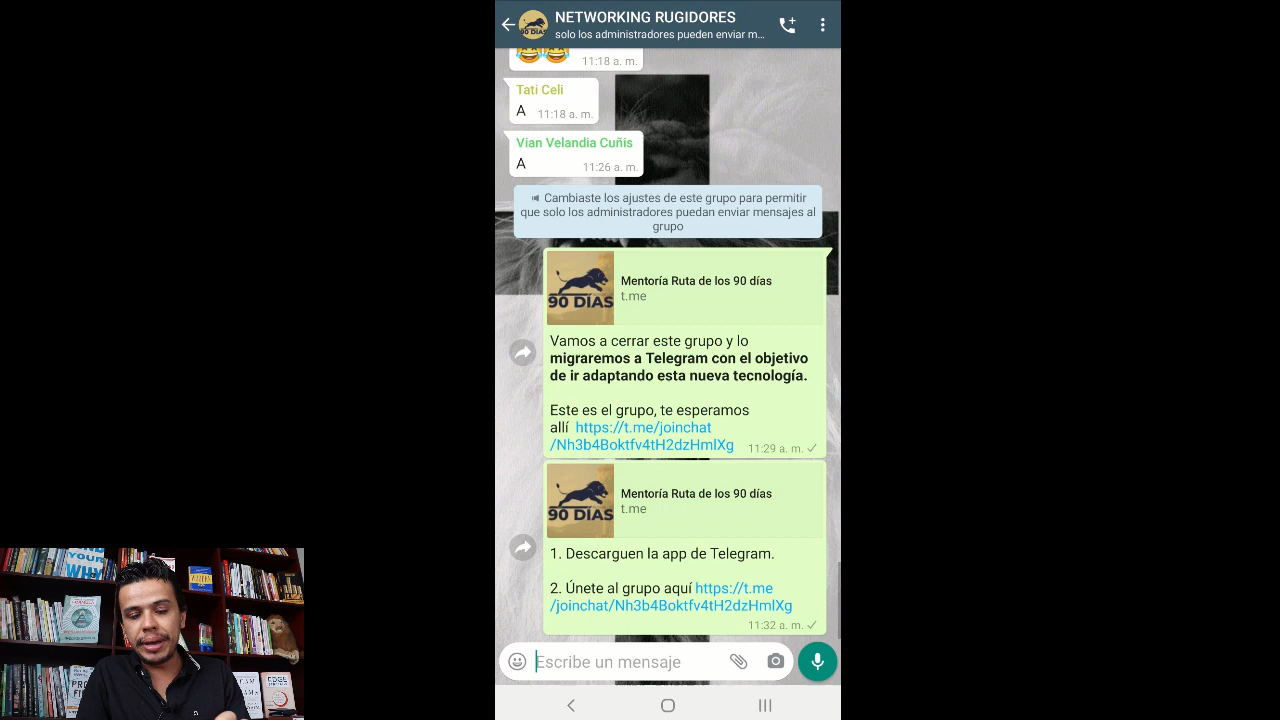 NETWORKING RUGIDORES
solo los administradores pueden enviar m...
90 DÍAS
11:18 a. m.
Tati Celi
A 11:18 a. m.
Vian Velandia Cuñis
A 11:26 a. m.
Cambiaste los ajustes de este grupo para permitir
que solo los administradores puedan enviar mensajes al
grupo
90 DÍAS
Mentoría Ruta de los 90 días
t.me
Vamos a cerrar este grupo y lo
migraremos a Telegram con el objetivo
de ir adaptando esta nueva tecnología.
Este es el grupo, te esperamos
allí https://t.me/joinchat
/Nh3b4Boktfv4tH2dzHmlXg 11:29 a. m.
90 DÍAS
Mentoría Ruta de los 90 días
t.me
1. Descarguen la app de Telegram.
2. Únete al grupo aquí https://t.me
/joinchat/Nh3b4Boktfv4tH2dzHmlXg
11:32 a. m.
Escribe un mensaje
YOUR
WHY
EDGE